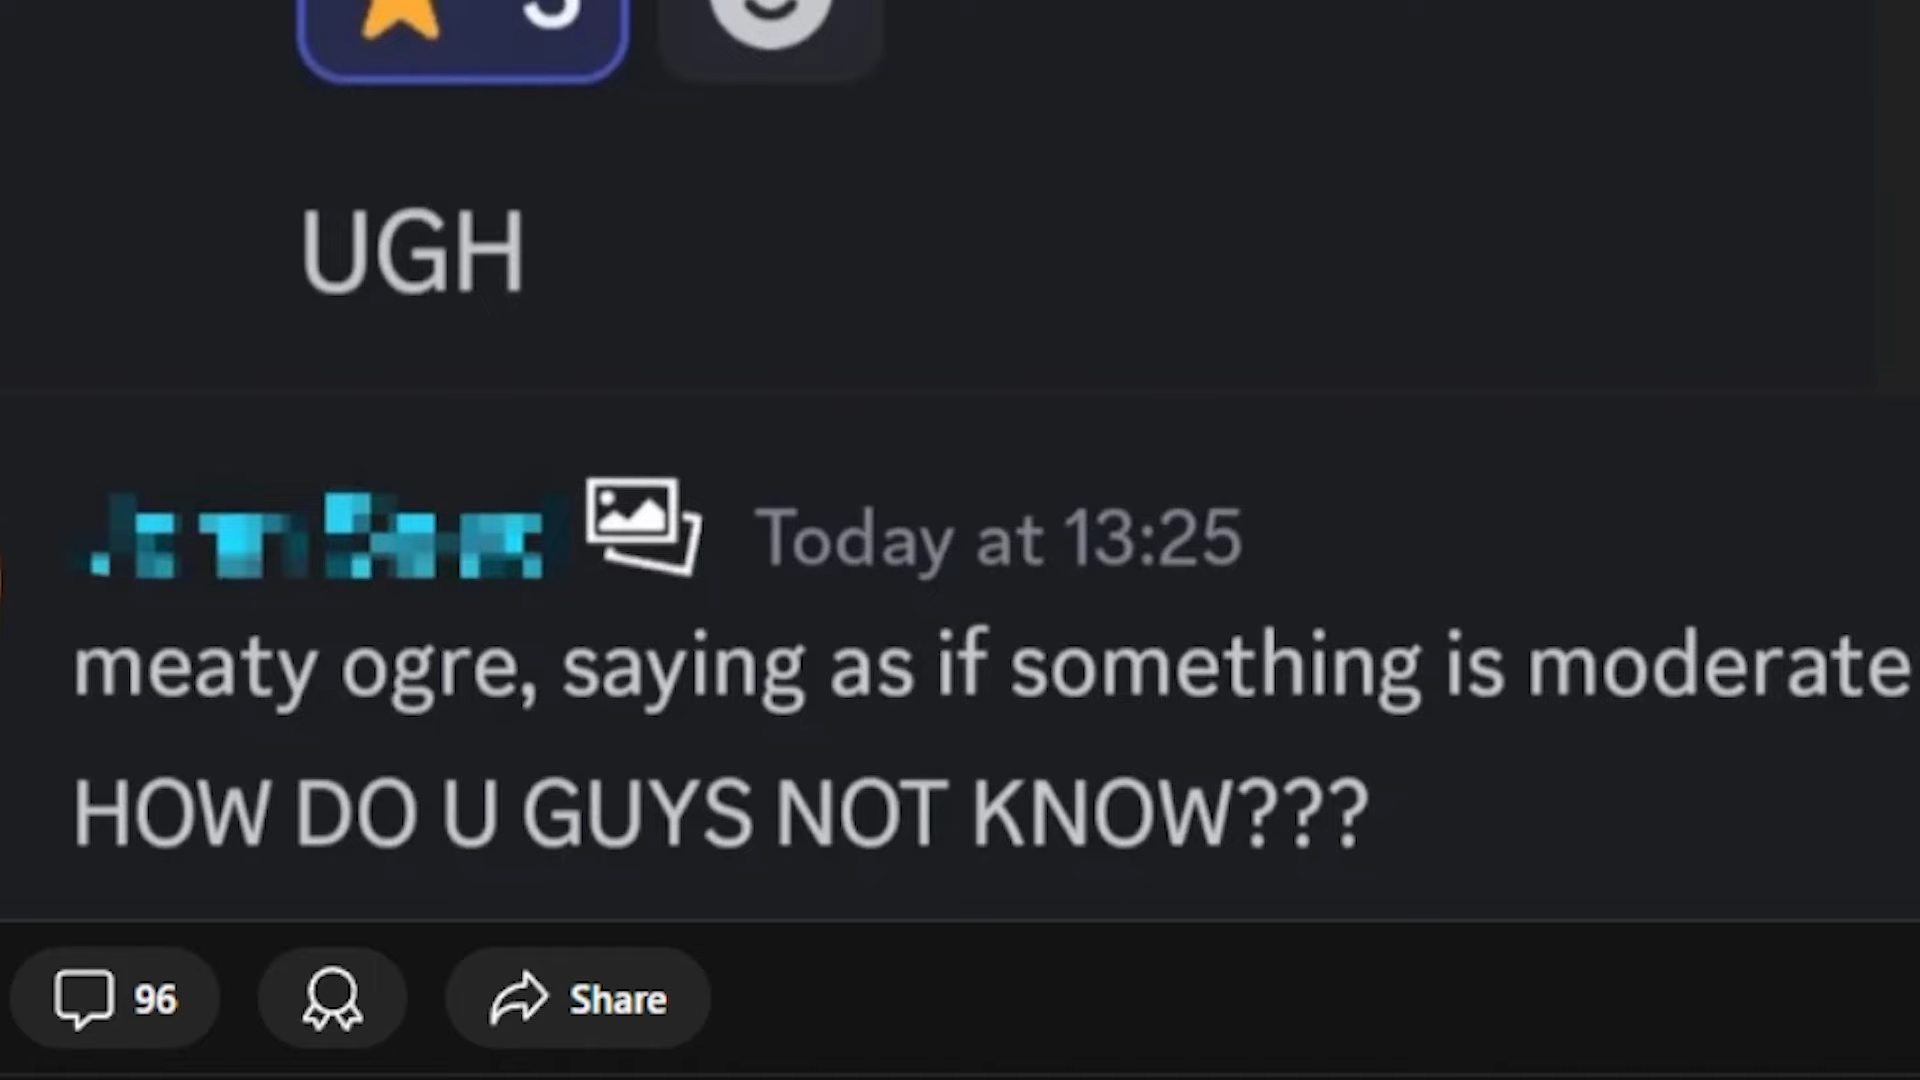 UGH
Today at 13:25
meaty ogre, saying as if something is moderate
HOW DO U GUYS NOT KNOW???
96 Share